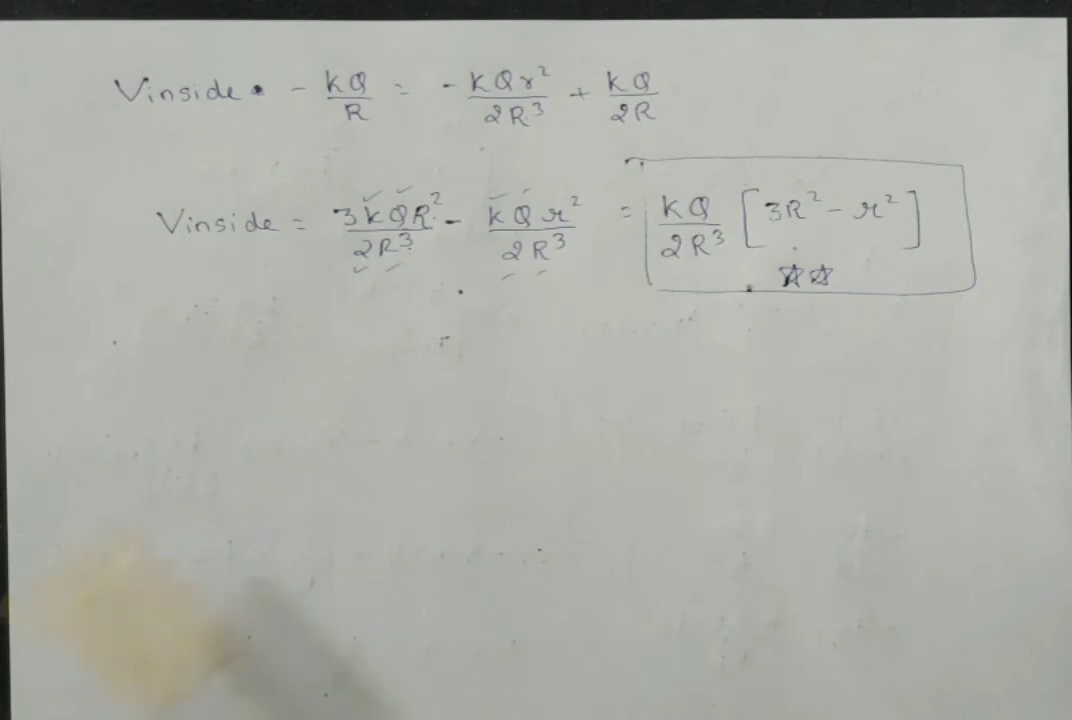 Vinside - kQ/R = - kQr²/2R³ + kQ/2R
Vinside = 3kQR²/2R³ - kQr²/2R³ = kQ/2R³ [3R² - r²]
☆☆